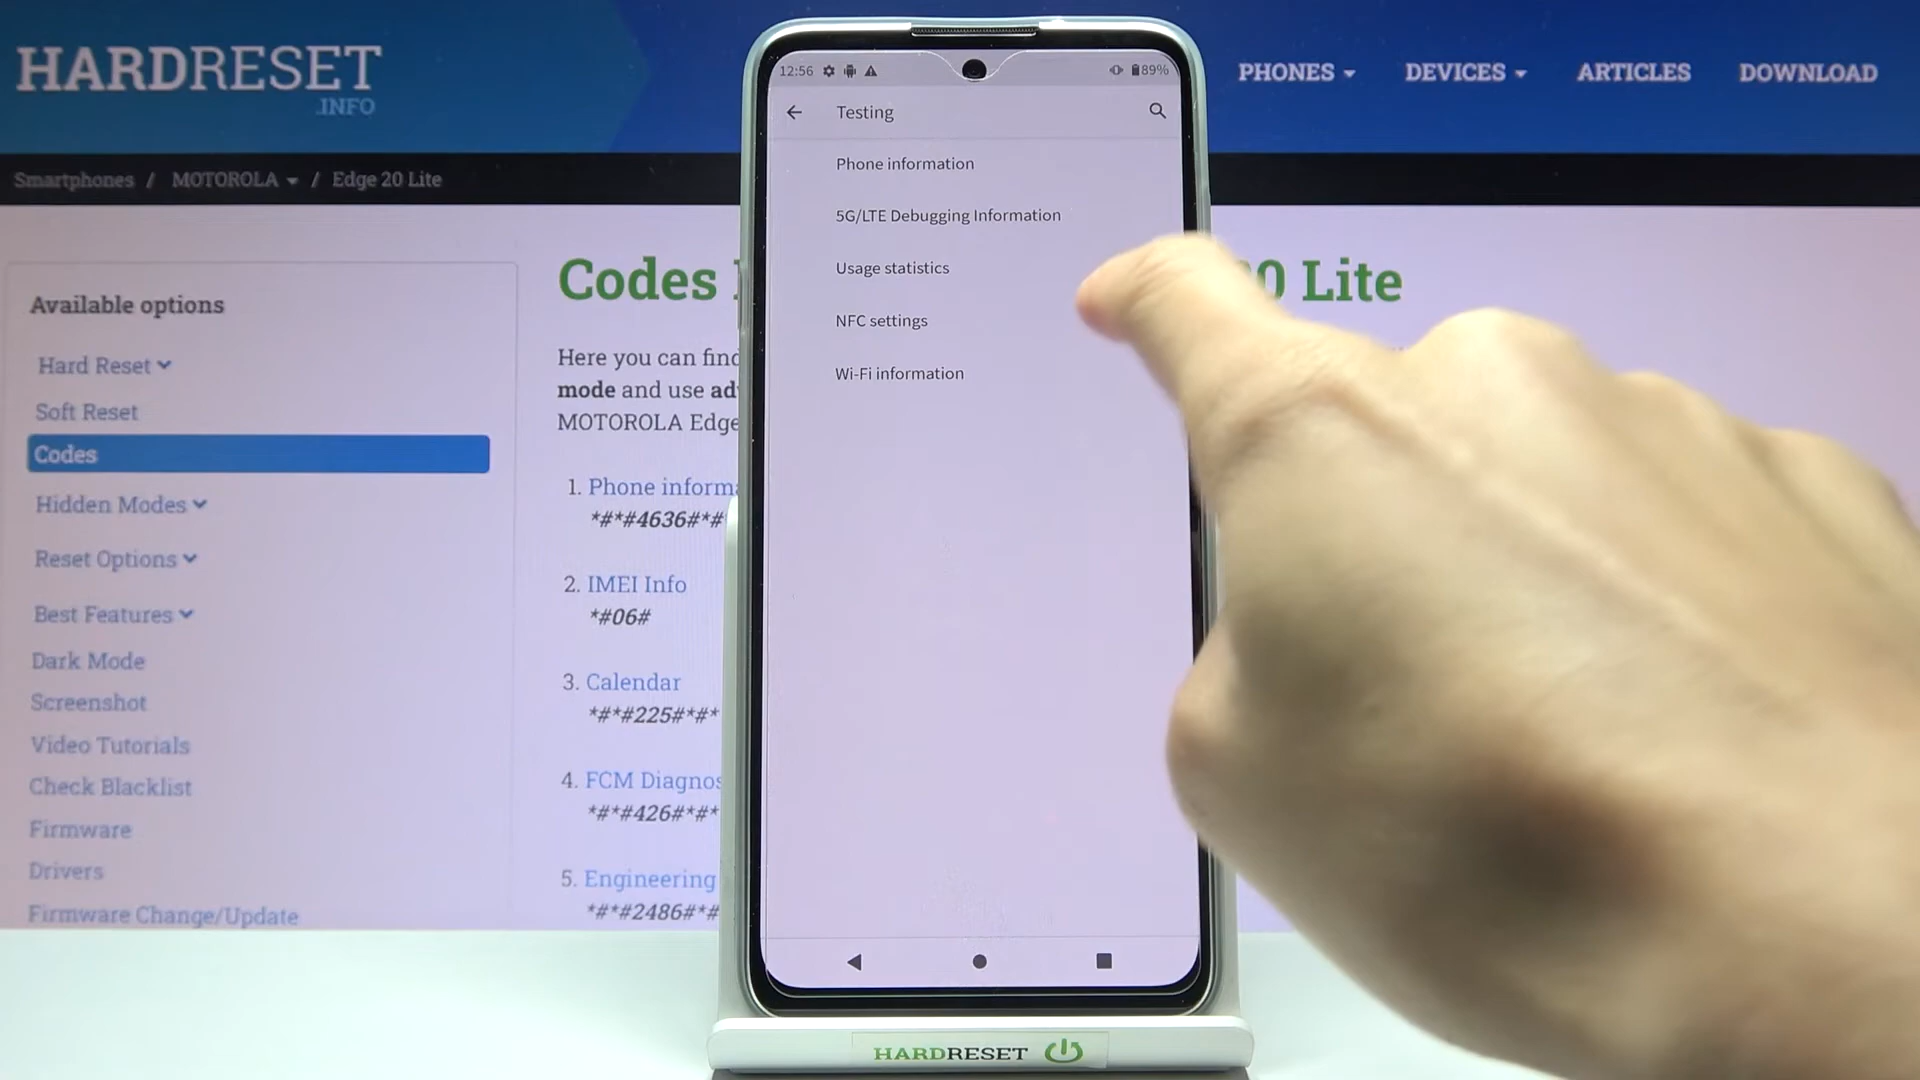 HARDRESET
.INFO
PHONES
DEVICES
ARTICLES
DOWNLOAD
Smartphones / MOTOROLA / Edge 20 Lite
Available options
Hard Reset
Soft Reset
Codes
Hidden Modes
Reset Options
Best Features
Dark Mode
Screenshot
Video Tutorials
Check Blacklist
Firmware
Drivers
Firmware Change/Update
Codes
0 Lite
Here you can find
mode and use
MOTOROLA Edge
1. Phone
*#*#4636#*#
2. IMEI Info
*#06#
3. Calendar
*#*#225#*#*
4. FCM
*#*#426#*#*
5. Engineering
*#*#2486#*#
12:56
89%
Testing
Phone information
5G/LTE Debugging Information
Usage statistics
NFC settings
Wi-Fi information
HARDRESET